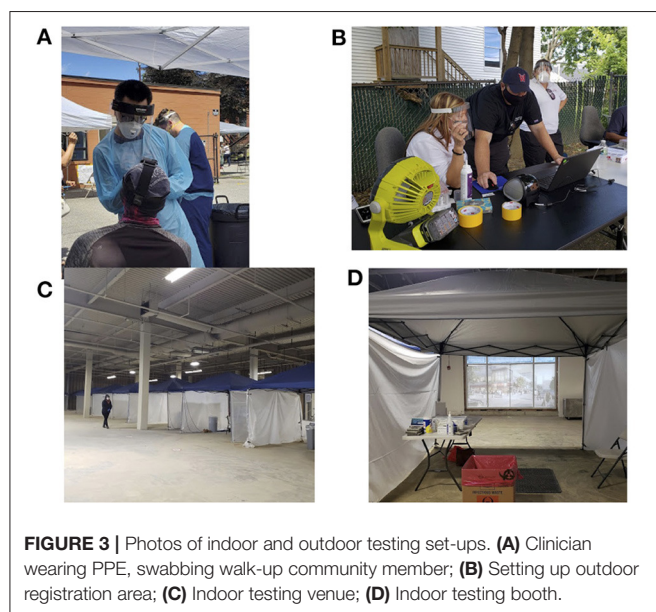 A
B
C
D
FIGURE 3 | Photos of indoor and outdoor testing set-ups. (A) Clinician
wearing PPE, swabbing walk-up community member; (B) Setting up outdoor
registration area; (C) Indoor testing venue; (D) Indoor testing booth.